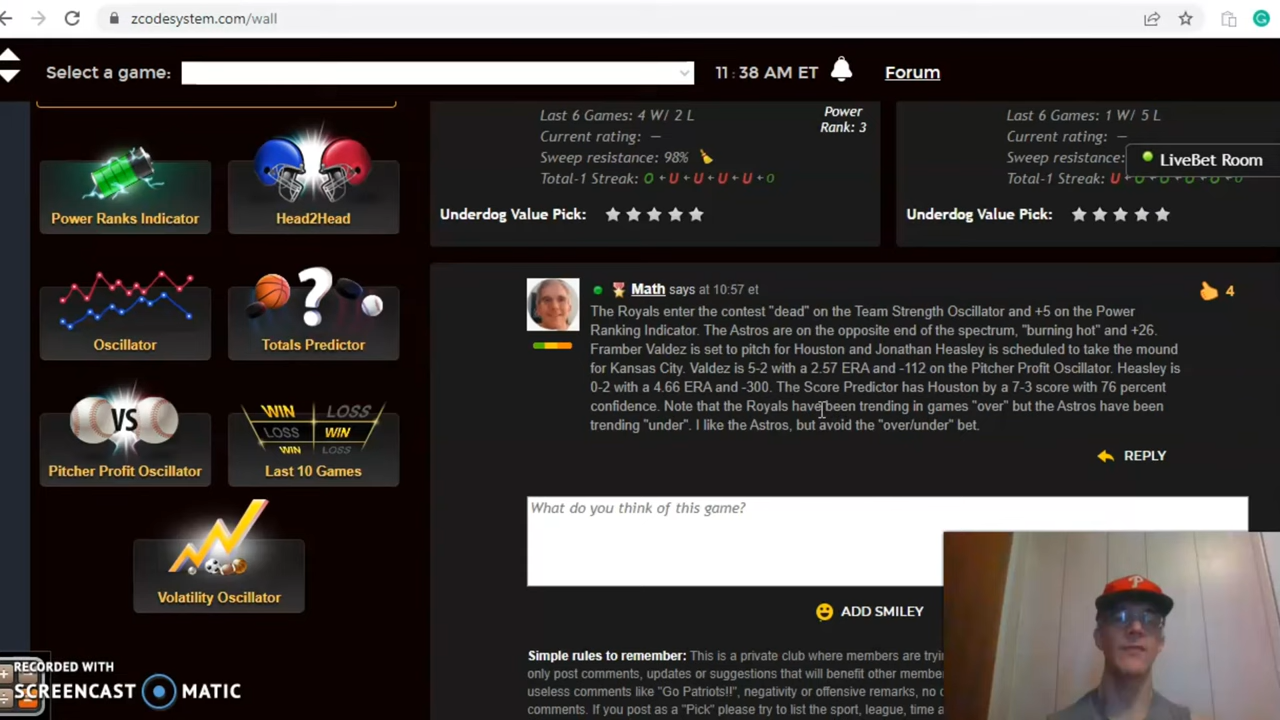 zcodesystem.com/wall
Select a game:
11:38 AM ET
Forum
Last 6 Games: 4 W/ 2 L
Current rating: —
Sweep resistance: 98%
Total-1 Streak: O + U + U + U + U + O
Power
Rank: 3
Underdog Value Pick:
Last 6 Games: 1 W/ 5 L
Current rating: —
Sweep resistance:
LiveBet Room
Total-1 Streak: U
Underdog Value Pick:
Power Ranks Indicator
Head2Head
Oscillator
?
Totals Predictor
VS
Pitcher Profit Oscillator
WIN LOSS
LOSS WIN
WIN LOSS
Last 10 Games
Volatility Oscillator
Math says at 10:57 et
4
The Royals enter the contest "dead" on the Team Strength Oscillator and +5 on the Power
Ranking Indicator. The Astros are on the opposite end of the spectrum, "burning hot" and +26.
Framber Valdez is set to pitch for Houston and Jonathan Heasley is scheduled to take the mound
for Kansas City. Valdez is 5-2 with a 2.57 ERA and -112 on the Pitcher Profit Oscillator. Heasley is
0-2 with a 4.66 ERA and -300. The Score Predictor has Houston by a 7-3 score with 76 percent
confidence. Note that the Royals have been trending in games "over" but the Astros have been
trending "under". I like the Astros, but avoid the "over/under" bet.
REPLY
What do you think of this game?
ADD SMILEY
Simple rules to remember: This is a private club where members are tryi
only post comments, updates or suggestions that will benefit other membe
useless comments like "Go Patriots!!", negativity or offensive remarks, no
comments. If you post as a "Pick" please try to list the sport, league, time a
P
RECORDED WITH
SCREENCAST MATIC